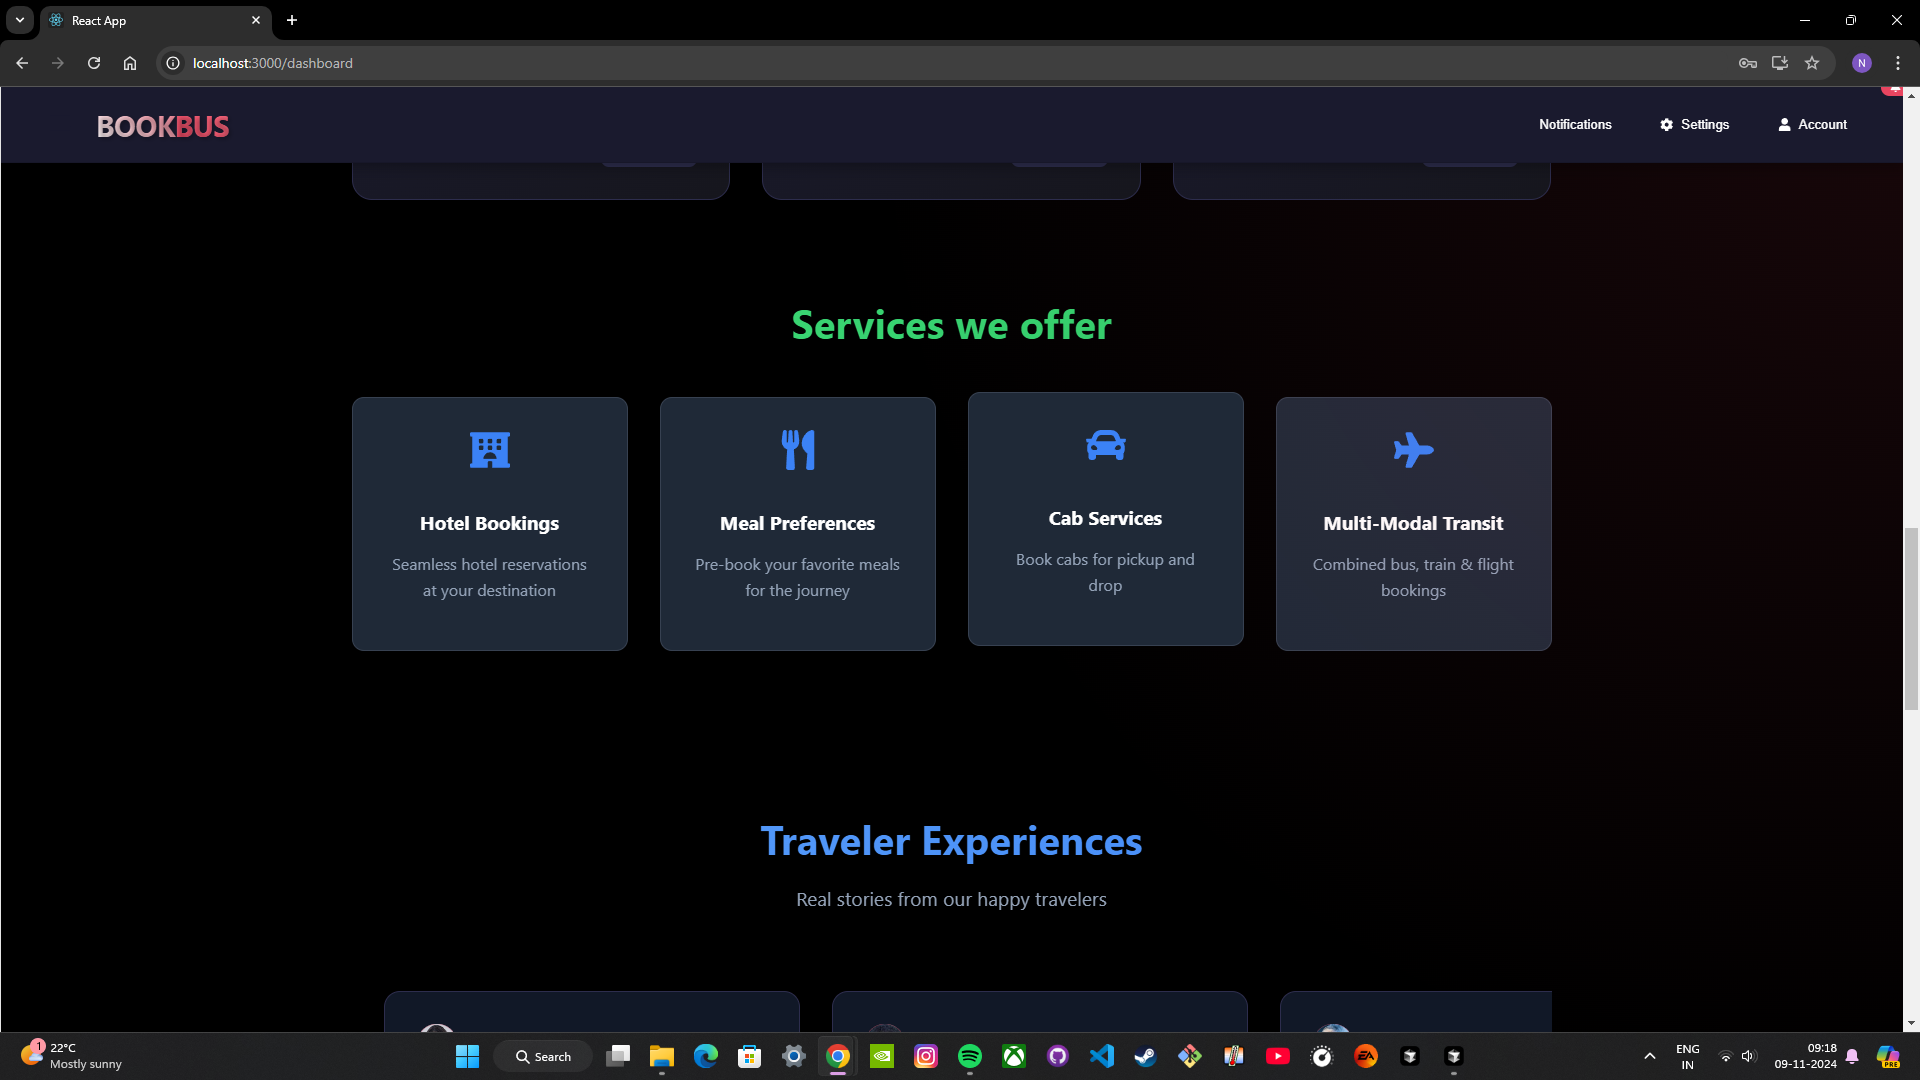 React App
localhost:3000/dashboard
N
BOOKBUS
Notifications
Settings
Account
Services we offer
Hotel Bookings
Seamless hotel reservations
at your destination
Meal Preferences
Pre-book your favorite meals
for the journey
Cab Services
Book cabs for pickup and
drop
Multi-Modal Transit
Combined bus, train & flight
bookings
Traveler Experiences
Real stories from our happy travelers
1
22°C
Mostly sunny
Search
EA
PRE
ENG
IN
09:18
09-11-2024